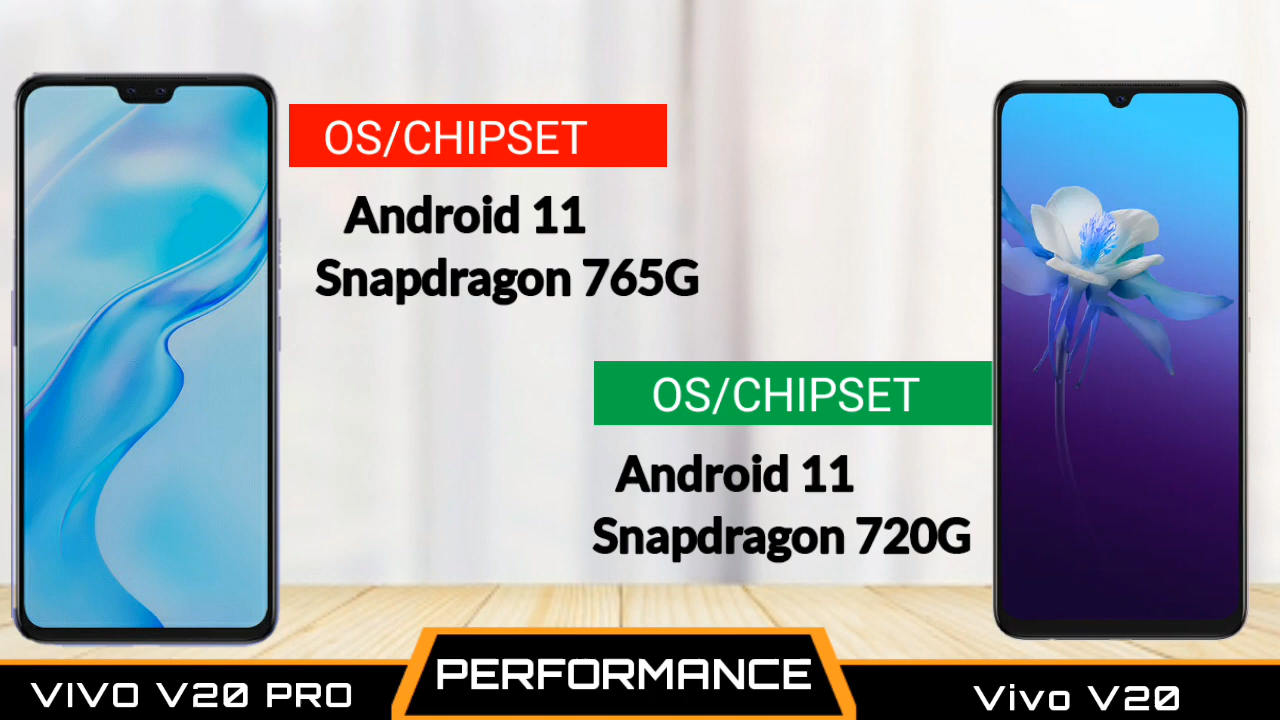 OS/CHIPSET
Android 11
Snapdragon 765G
OS/CHIPSET
Android 11
Snapdragon 720G
PERFORMANCE
VIVO V20 PRO
Vivo V20